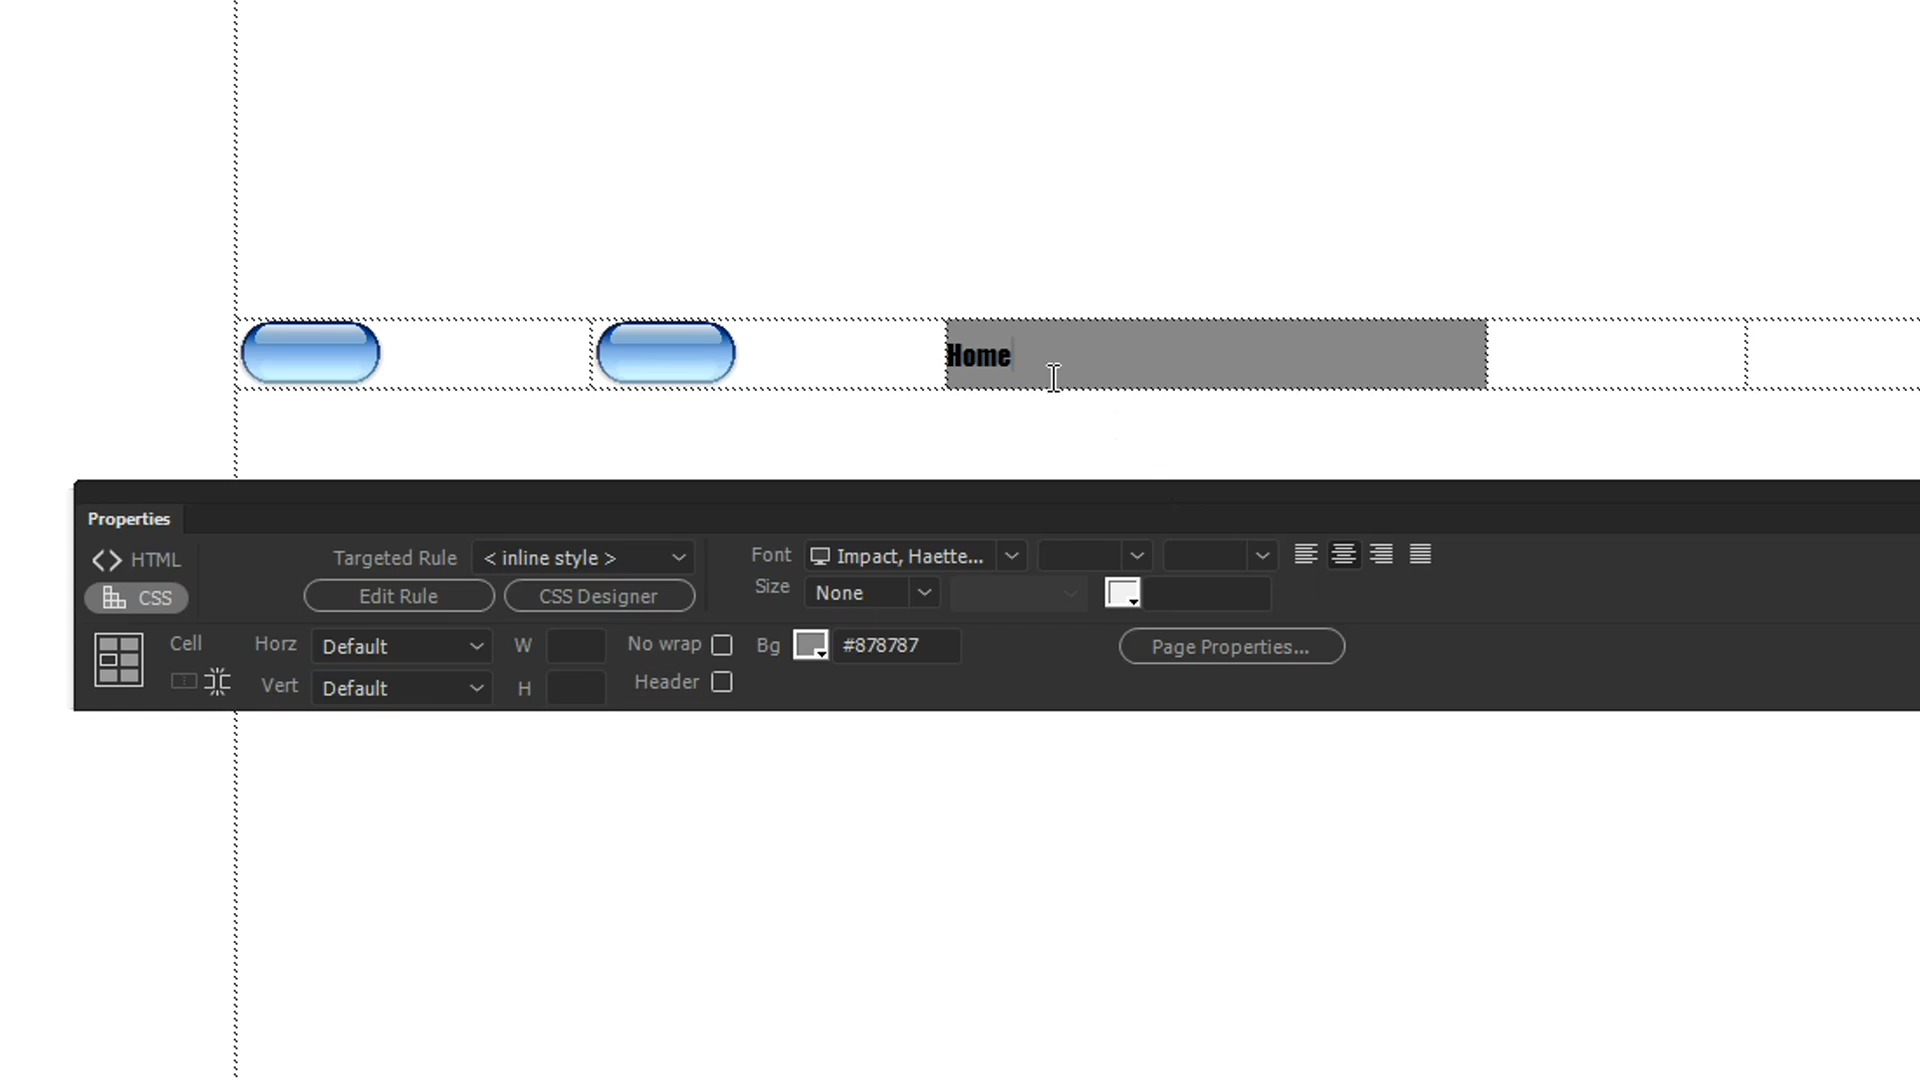 Home
Properties
HTML
Targeted Rule < inline style >
Font Impact, Haette...
CSS
Edit Rule CSS Designer
Size None
Cell Horz Default W No wrap Bg #878787 Page Properties...
Vert Default H Header